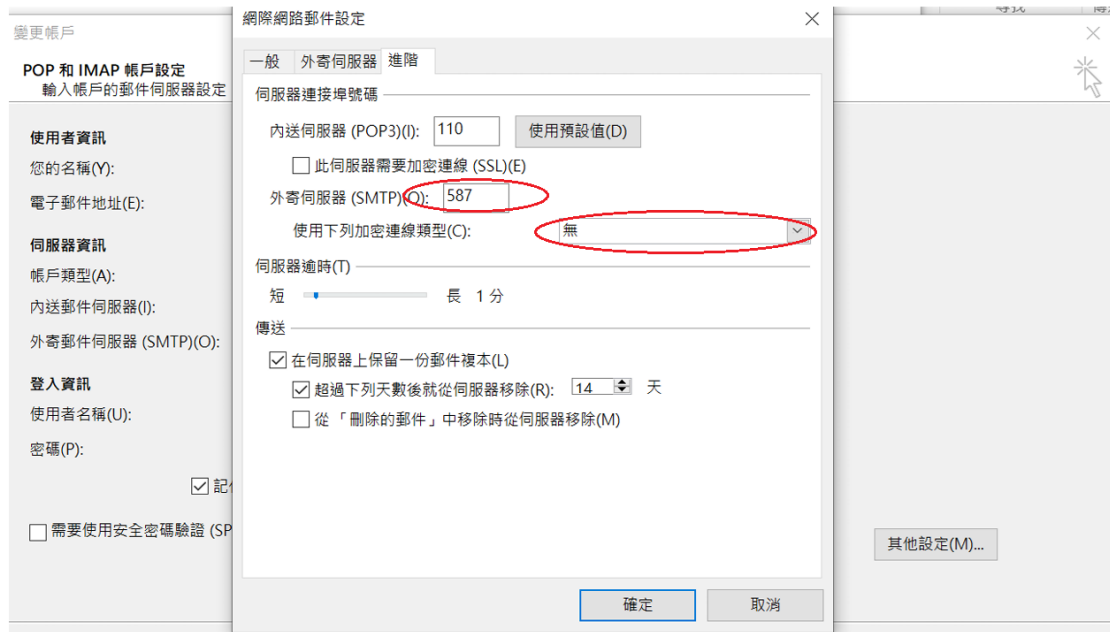 變更帳戶
POP 和 IMAP 帳戶設定
輸入帳戶的郵件伺服器設定
使用者資訊
您的名稱(Y):
電子郵件地址(E):
伺服器資訊
帳戶類型(A):
內送郵件伺服器(I):
外寄郵件伺服器 (SMTP)(O):
登入資訊
使用者名稱(U):
密碼(P):
需要使用安全密碼驗證 (SP
網際網路郵件設定
一般 外寄伺服器 進階
伺服器連接埠號碼
內送伺服器 (POP3)(I): 110 使用預設值(D)
此伺服器需要加密連線 (SSL)(E)
外寄伺服器 (SMTP)(O): 587
使用下列加密連線類型(C): 無
伺服器逾時(T)
短 長 1 分
傳送
在伺服器上保留一份郵件複本(L)
超過下列天數後就從伺服器移除(R): 14 天
從「刪除的郵件」中移除時從伺服器移除(M)
確定 取消
其他設定(M)...